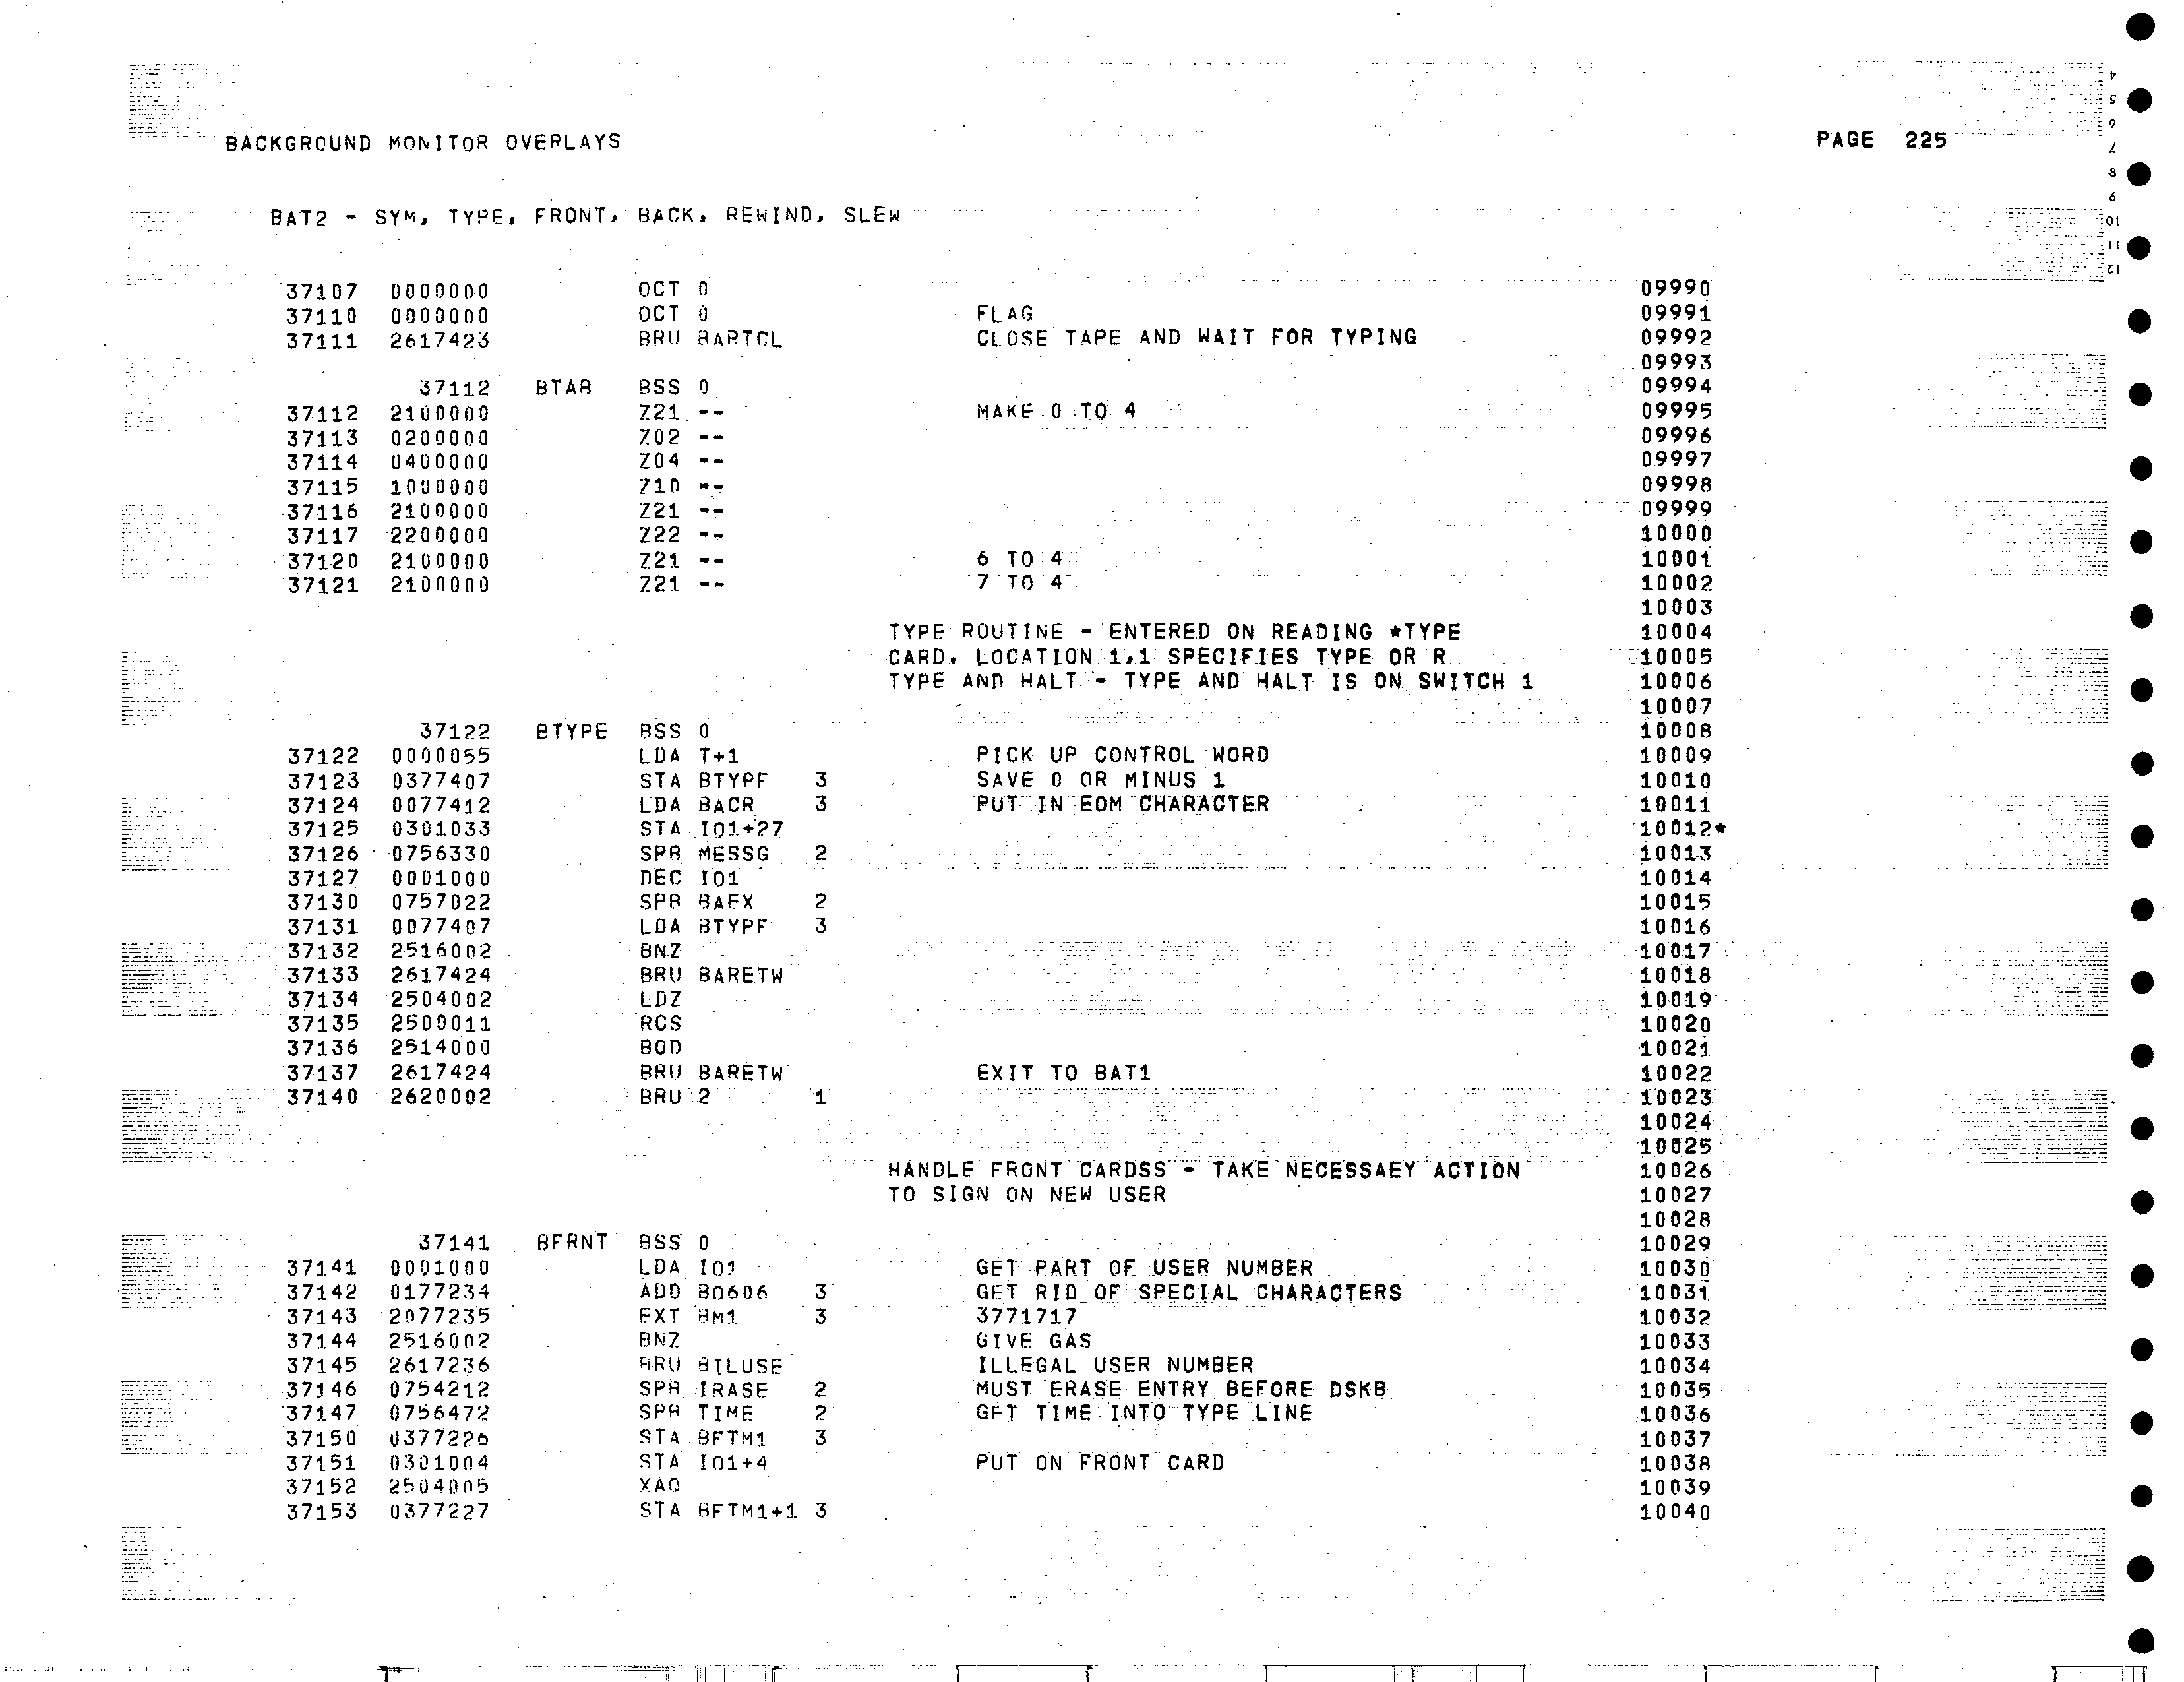 BACKGROUND MONITOR OVERLAYS PAGE 225
BAT2 - SYM, TYPE, FRONT, BACK, REWIND, SLEW
37107 0000000 OCT 0 09990
37110 0000000 OCT 0 FLAG 09991
37111 2617423 BRU BARTCL CLOSE TAPE AND WAIT FOR TYPING 09992
09993
37112 BTAB BSS 0 09994
37112 2100000 Z21 -- MAKE 0 TO 4 09995
37113 0200000 Z02 -- 09996
37114 0400000 Z04 -- 09997
37115 1000000 Z10 -- 09998
37116 2100000 Z21 -- 09999
37117 2200000 Z22 -- 10000
37120 2100000 Z21 -- 6 TO 4 10001
37121 2100000 Z21 -- 7 TO 4 10002
10003
TYPE ROUTINE - ENTERED ON READING *TYPE 10004
CARD. LOCATION 1,1 SPECIFIES TYPE OR R 10005
TYPE AND HALT - TYPE AND HALT IS ON SWITCH 1 10006
10007
37122 BTYPE BSS 0 10008
37122 0000055 LDA T+1 PICK UP CONTROL WORD 10009
37123 0377407 STA BTYPF 3 SAVE 0 OR MINUS 1 10010
37124 0077412 LDA BACR 3 PUT IN EOM CHARACTER 10011
37125 0301033 STA IO1+27 10012*
37126 0756330 SPB MESSG 2 10013
37127 0001000 DEC IO1 10014
37130 0757022 SPB BAEX 2 10015
37131 0077407 LDA BTYPF 3 10016
37132 2516002 BNZ 10017
37133 2617424 BRU BARETW 10018
37134 2504002 LDZ 10019
37135 2500011 RCS 10020
37136 2514000 BOD 10021
37137 2617424 BRU BARETW EXIT TO BAT1 10022
37140 2620002 BRU 2 1 10023
10024
10025
HANDLE FRONT CARDSS - TAKE NECESSAEY ACTION 10026
TO SIGN ON NEW USER 10027
10028
37141 BFRNT BSS 0 10029
37141 0001000 LDA IO1 GET PART OF USER NUMBER 10030
37142 0177234 ADD B0606 3 GET RID OF SPECIAL CHARACTERS 10031
37143 2077235 EXT BM1 3 3771717 10032
37144 2516002 BNZ GIVE GAS 10033
37145 2617236 BRU BILUSE ILLEGAL USER NUMBER 10034
37146 0754212 SPB IRASE 2 MUST ERASE ENTRY BEFORE DSKB 10035
37147 0756472 SPB TIME 2 GET TIME INTO TYPE LINE 10036
37150 0377226 STA BFTM1 3 10037
37151 0301004 STA IO1+4 PUT ON FRONT CARD 10038
37152 2504005 XAQ 10039
37153 0377227 STA BFTM1+1 3 10040
4
5
6
7
8
9
10
11
12